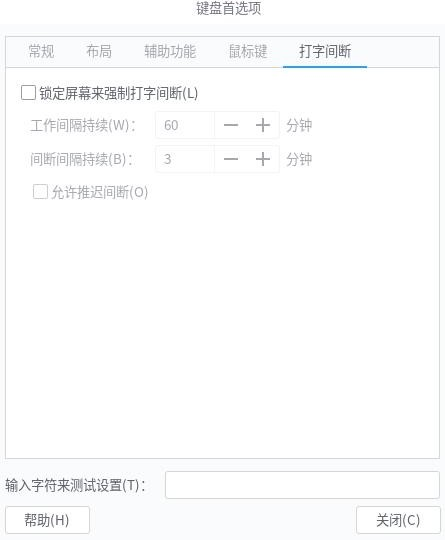 键盘首选项
常规 布局 辅助功能 鼠标键 打字间断
锁定屏幕来强制打字间断(L)
工作间隔持续(W)： 60 分钟
间断间隔持续(B)： 3 分钟
允许推迟间断(O)
输入字符来测试设置(T)：
帮助(H) 关闭(C)